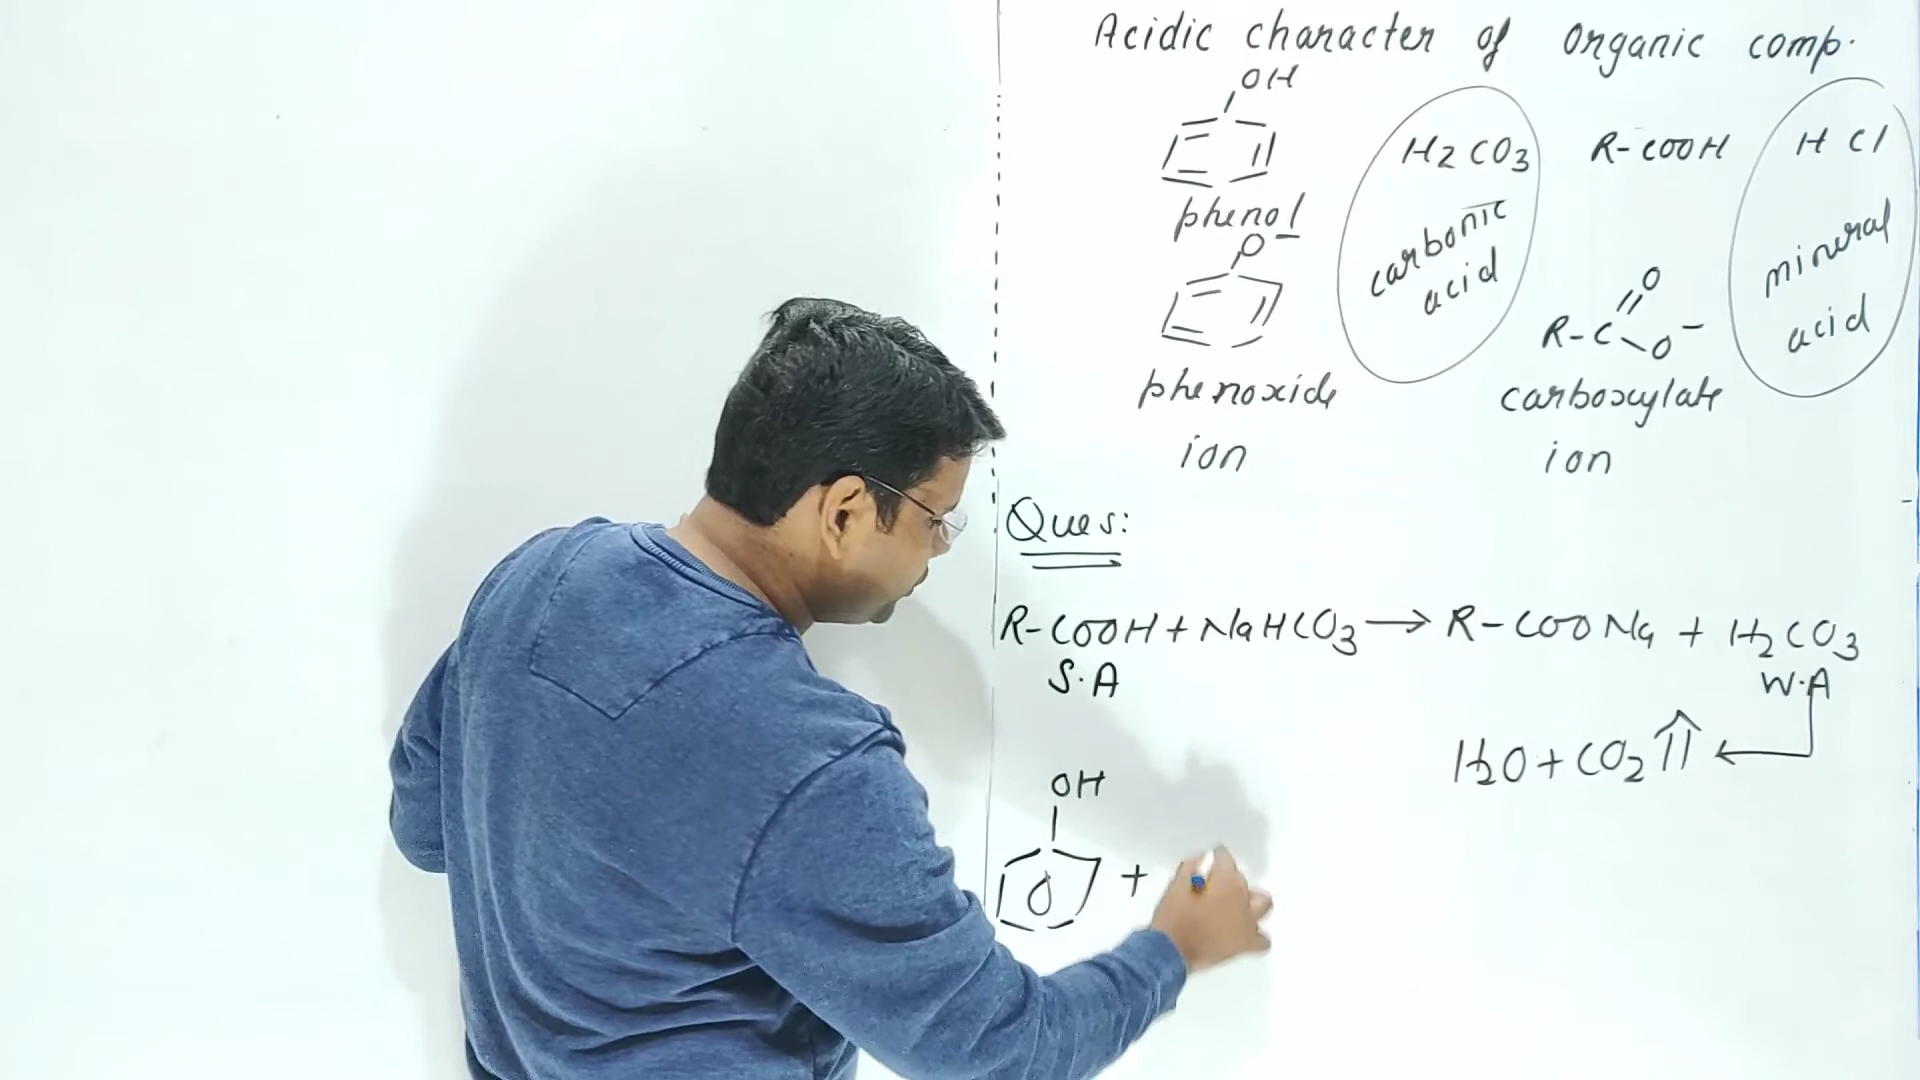 Acidic character of organic comp.
OH
H2CO3 R-COOH HCl
phenol
carbonic
acid
mineral
acid
O-
O
R-C O-
phenoxide
ion
carboxylate
ion
Ques:
R-COOH + NaHCO3 → R-COONa + H2CO3
S.A W.A
H2O + CO2 ⇑ ←
OH
+